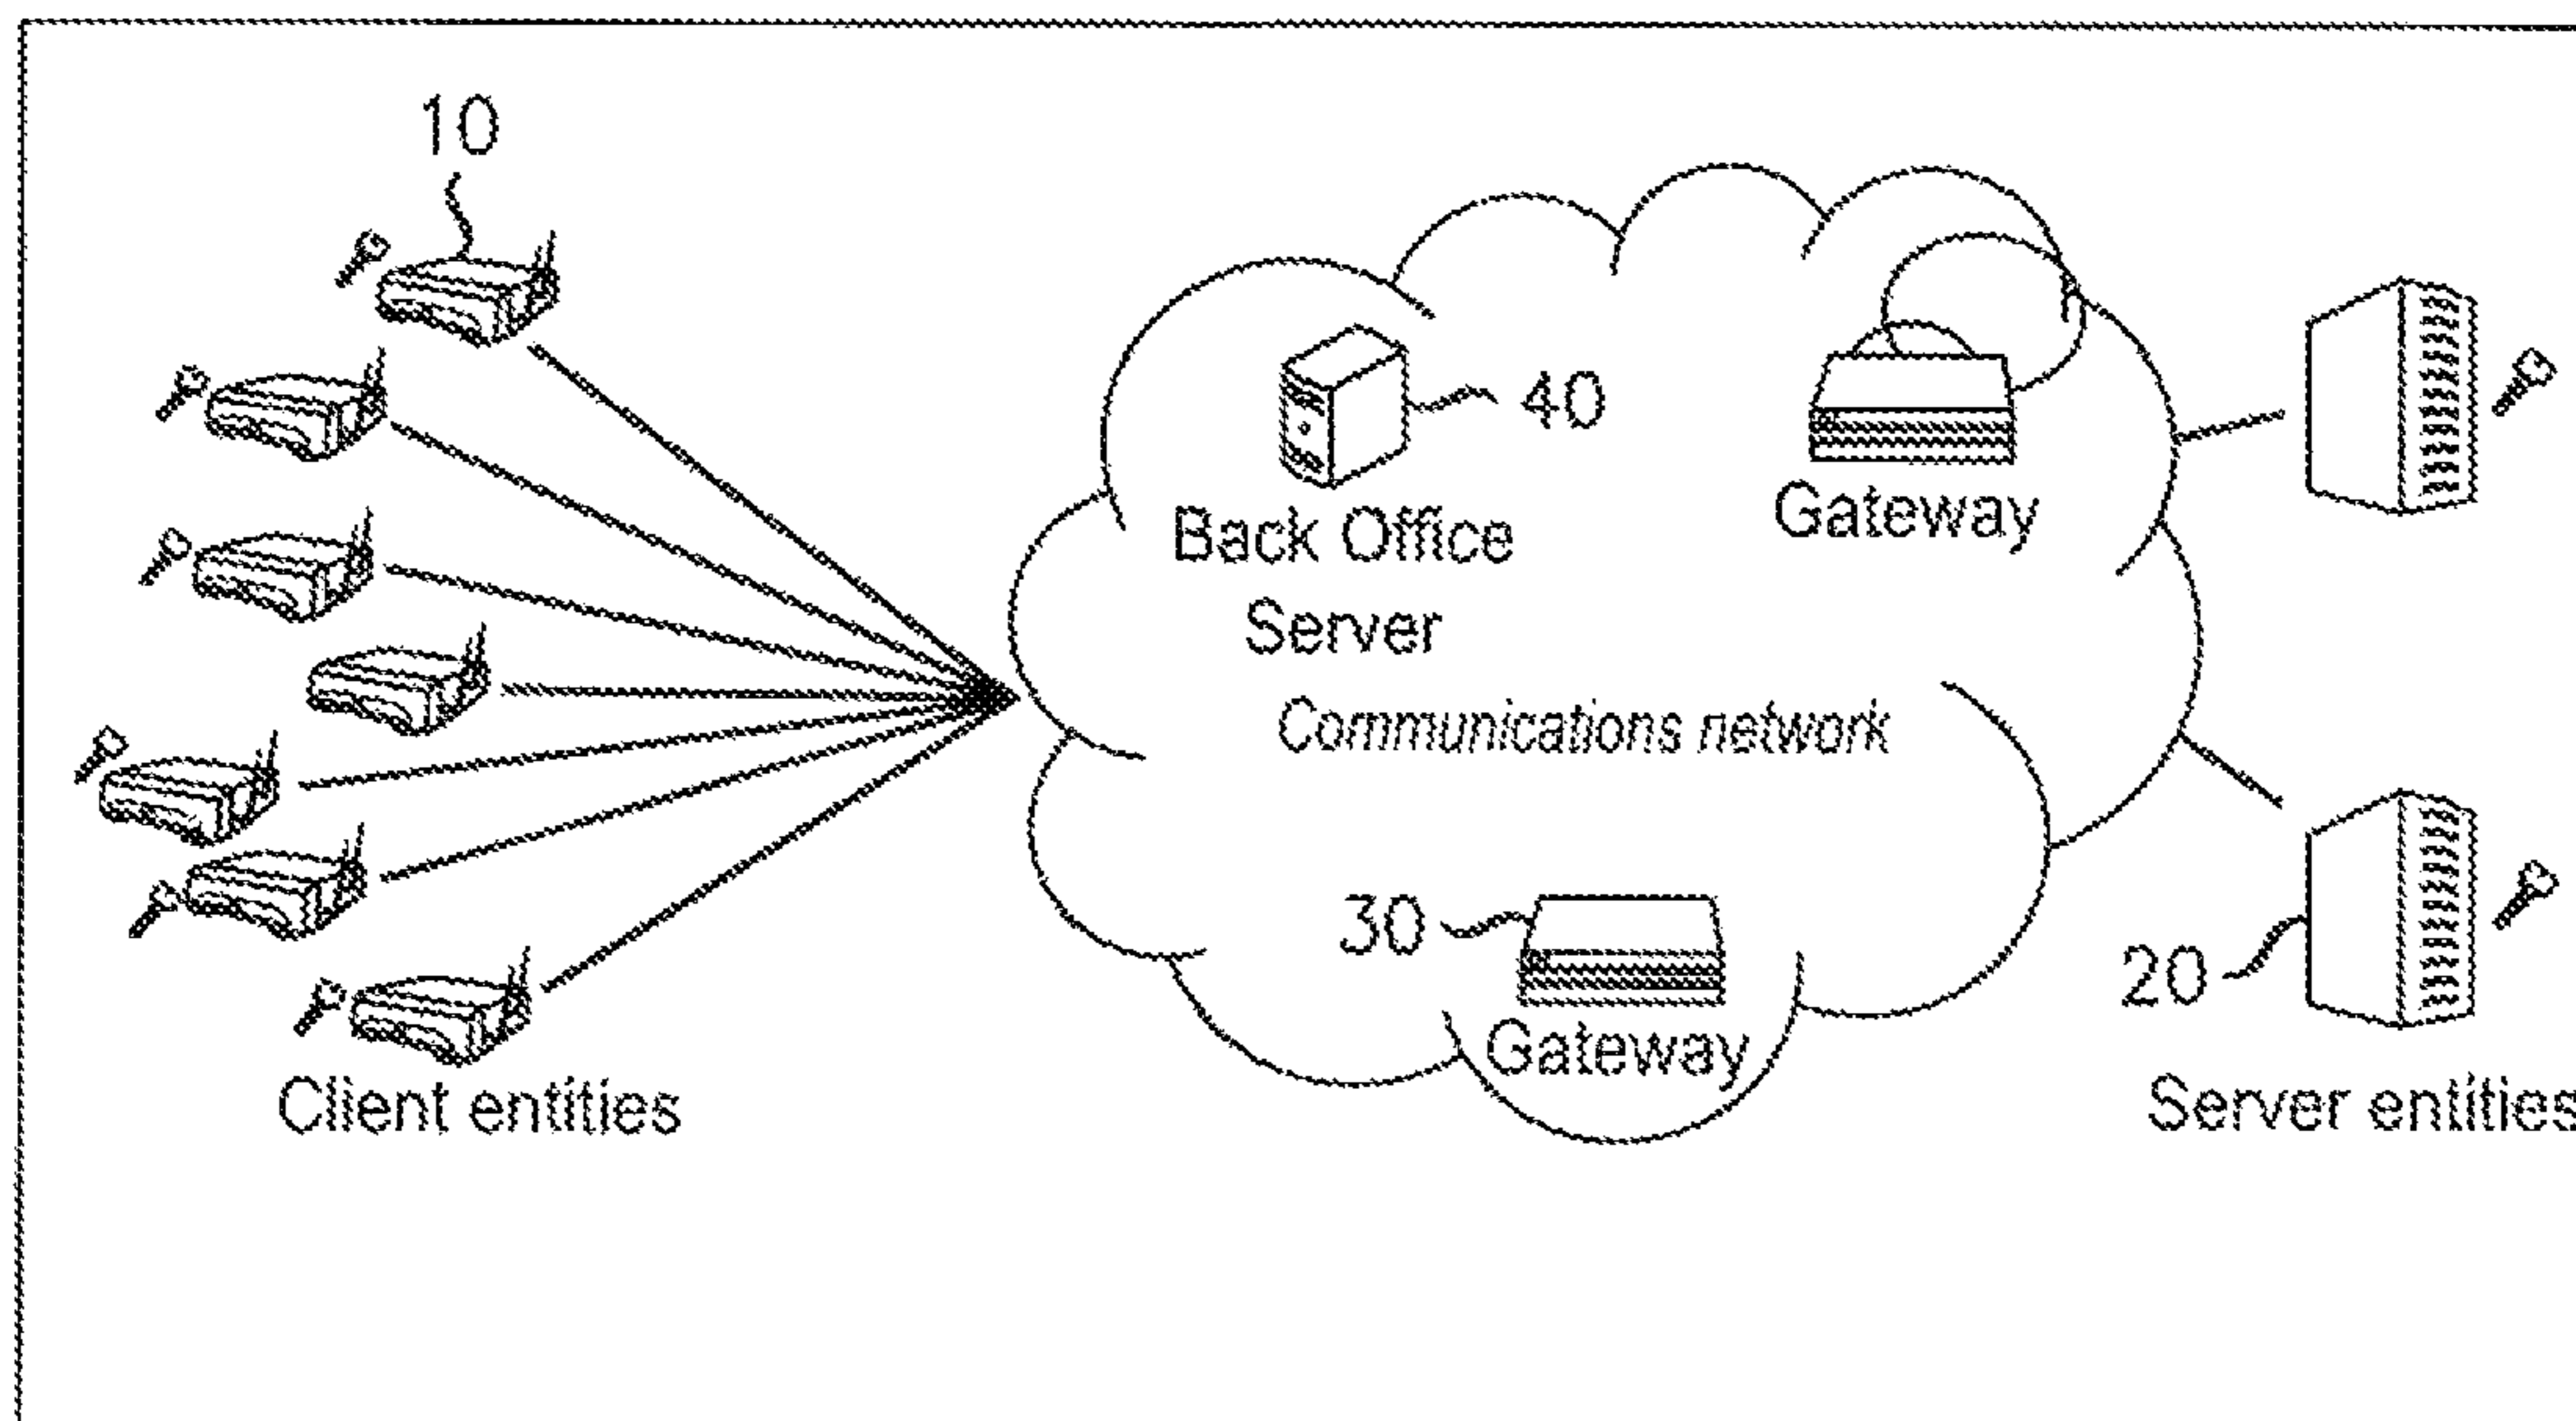 10
40
Back Office
Server
Gateway
Communications network
30
Gateway
20
Client entities
Server entities